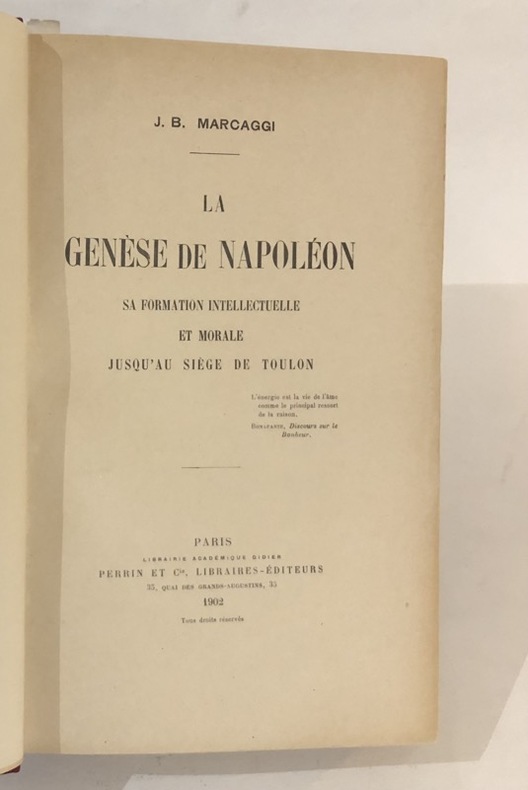 J. B. MARCAGGI
LA
GENÈSE DE NAPOLÉON
SA FORMATION INTELLECTUELLE
ET MORALE
JUSQU'AU SIÈGE DE TOULON
L'énergie est la vie de l'âme
comme le principal ressort
de la raison.
BONAPARTE, Discours sur le
Bonheur.
PARIS
LIBRAIRIE ACADÉMIQUE DIDIER
PERRIN ET Cie, LIBRAIRES-ÉDITEURS
35, QUAI DES GRANDS-AUGUSTINS, 35
1902
Tous droits réservés